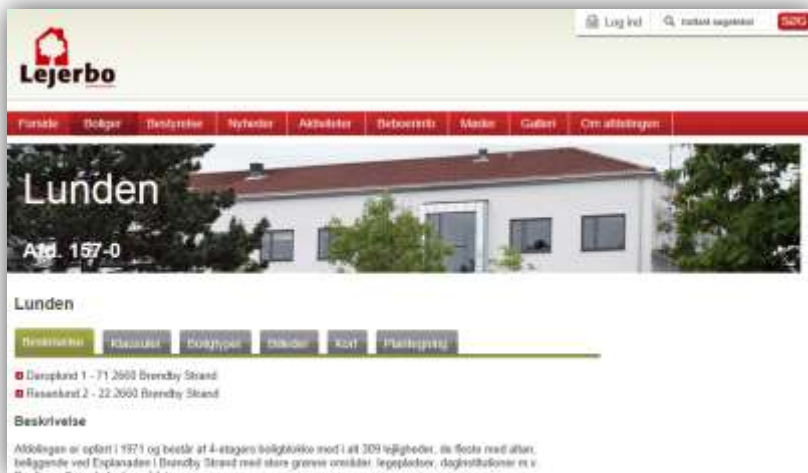 Log ind
SØG
Lejerbo
Forside Boliger Bestyrelse Nyheder Aktiviteter Beboerinfo Møder Galleri Om afdelingen
Lunden
Afd. 157-0
Lunden
Beskrivelse Klausuler Boligtyper Billeder Kort Plantegning
1 - 71 2660 Brøndby Strand
2 - 22 2660 Brøndby Strand
Beskrivelse
Afdelingen er opført i 1971 og består af 4-etagers boligblokke med i alt 309 lejligheder, de fleste med altan,
beliggende ved Esplanaden i Brøndby Strand med store grønne områder, legepladser, daginstitutioner m.v.